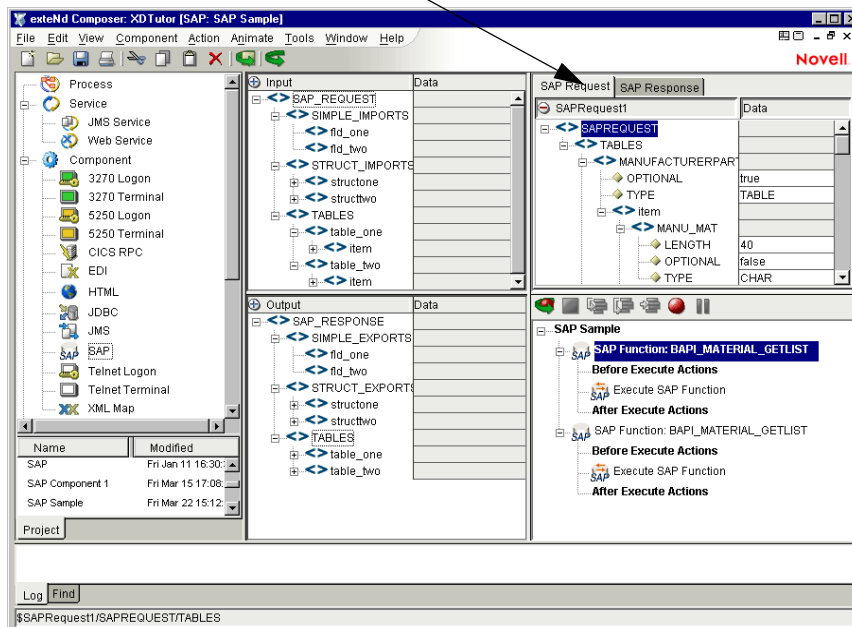 exteNd Composer: XDTutor [SAP: SAP Sample]
File Edit View Component Action Animate Tools Window Help
Novell
Process
Service
JMS Service
Web Service
Component
3270 Logon
3270 Terminal
5250 Logon
5250 Terminal
CICS RPC
EDI
HTML
JDBC
JMS
SAP
Telnet Logon
Telnet Terminal
XML Map
Name Modified
SAP Fri Jan 11 16:30:
SAP Component 1 Fri Mar 15 17:08:
SAP Sample Fri Mar 22 15:12:
Project
Input Data
SAP_REQUEST
SIMPLE_IMPORTS
fld_one
fld_two
STRUCT_IMPORTS
structone
structtwo
TABLES
table_one
item
table_two
item
Output Data
SAP_RESPONSE
SIMPLE_EXPORTS
fld_one
fld_two
STRUCT_EXPORTS
structone
structtwo
TABLES
table_one
table_two
SAP Request SAP Response
SAPRequest1 Data
SAPREQUEST
TABLES
MANUFACTURERPAR
OPTIONAL true
TYPE TABLE
item
MANU_MAT
LENGTH 40
OPTIONAL false
TYPE CHAR
SAP Sample
SAP SAP Function: BAPI_MATERIAL_GETLIST
Before Execute Actions
SAP Execute SAP Function
After Execute Actions
SAP SAP Function: BAPI_MATERIAL_GETLIST
Before Execute Actions
SAP Execute SAP Function
After Execute Actions
Log Find
$SAPRequest1/SAPREQUEST/TABLES